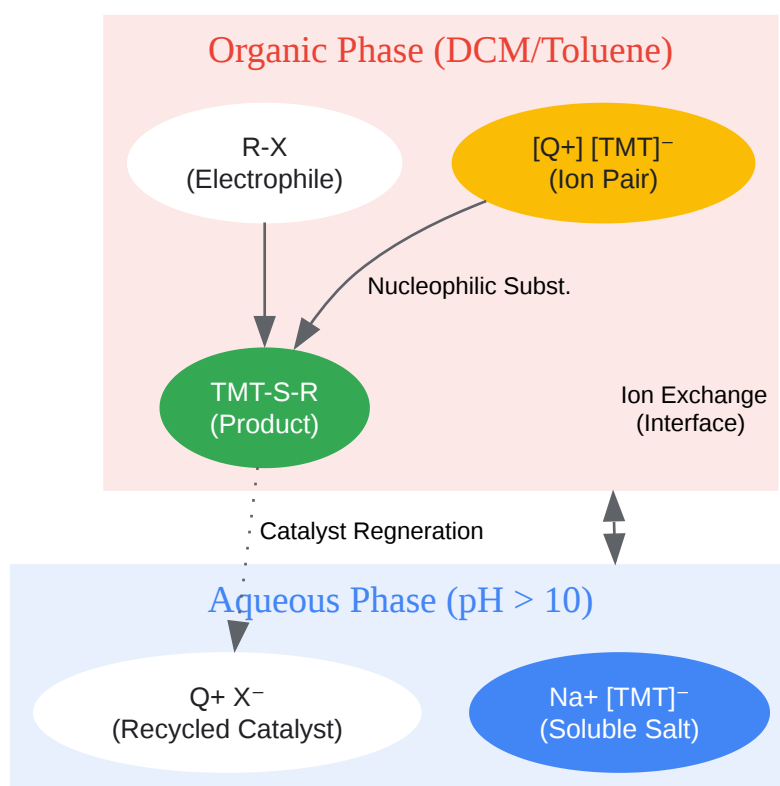 Organic Phase (DCM/Toluene)
R-X
(Electrophile)
[Q+] [TMT]⁻
(Ion Pair)
Nucleophilic Subst.
TMT-S-R
(Product)
Ion Exchange
(Interface)
Catalyst Regneration
Aqueous Phase (pH > 10)
Q+ X⁻
(Recycled Catalyst)
Na+ [TMT]⁻
(Soluble Salt)